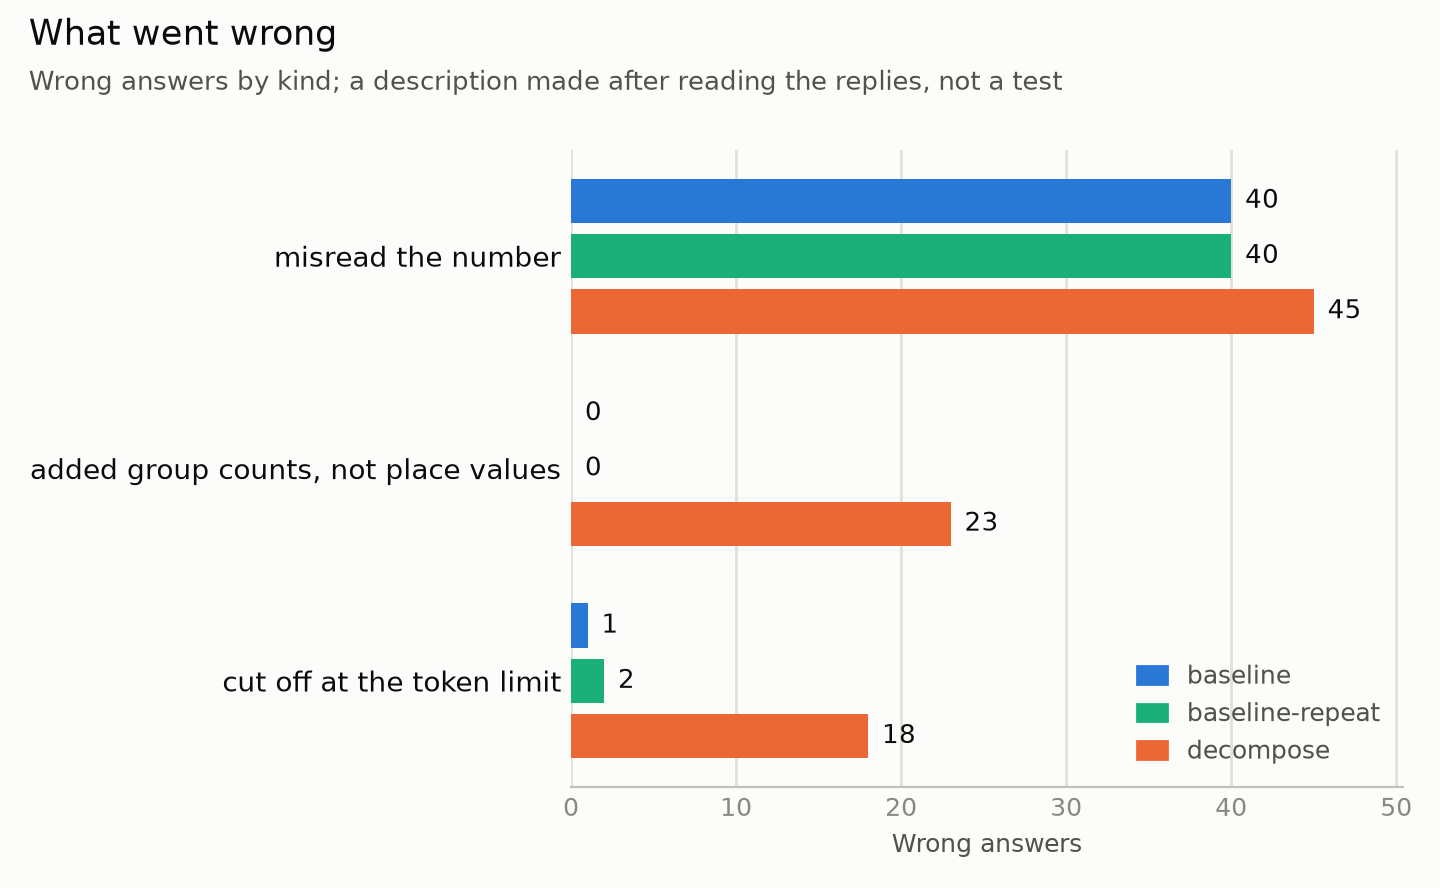 What went wrong
Wrong answers by kind; a description made after reading the replies, not a test
misread the number
40
40
45
added group counts, not place values
0
0
23
cut off at the token limit
1
2
18
baseline
baseline-repeat
decompose
0 10 20 30 40 50
Wrong answers